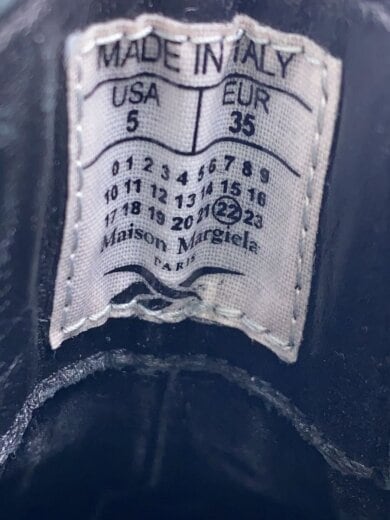 MADE IN ITALY
USA EUR
5 35
0 1 2 3 4 5 6 7 8 9
10 11 12 13 14 15 16
17 18 19 20 21 22 23
Maison Margiela
PARIS